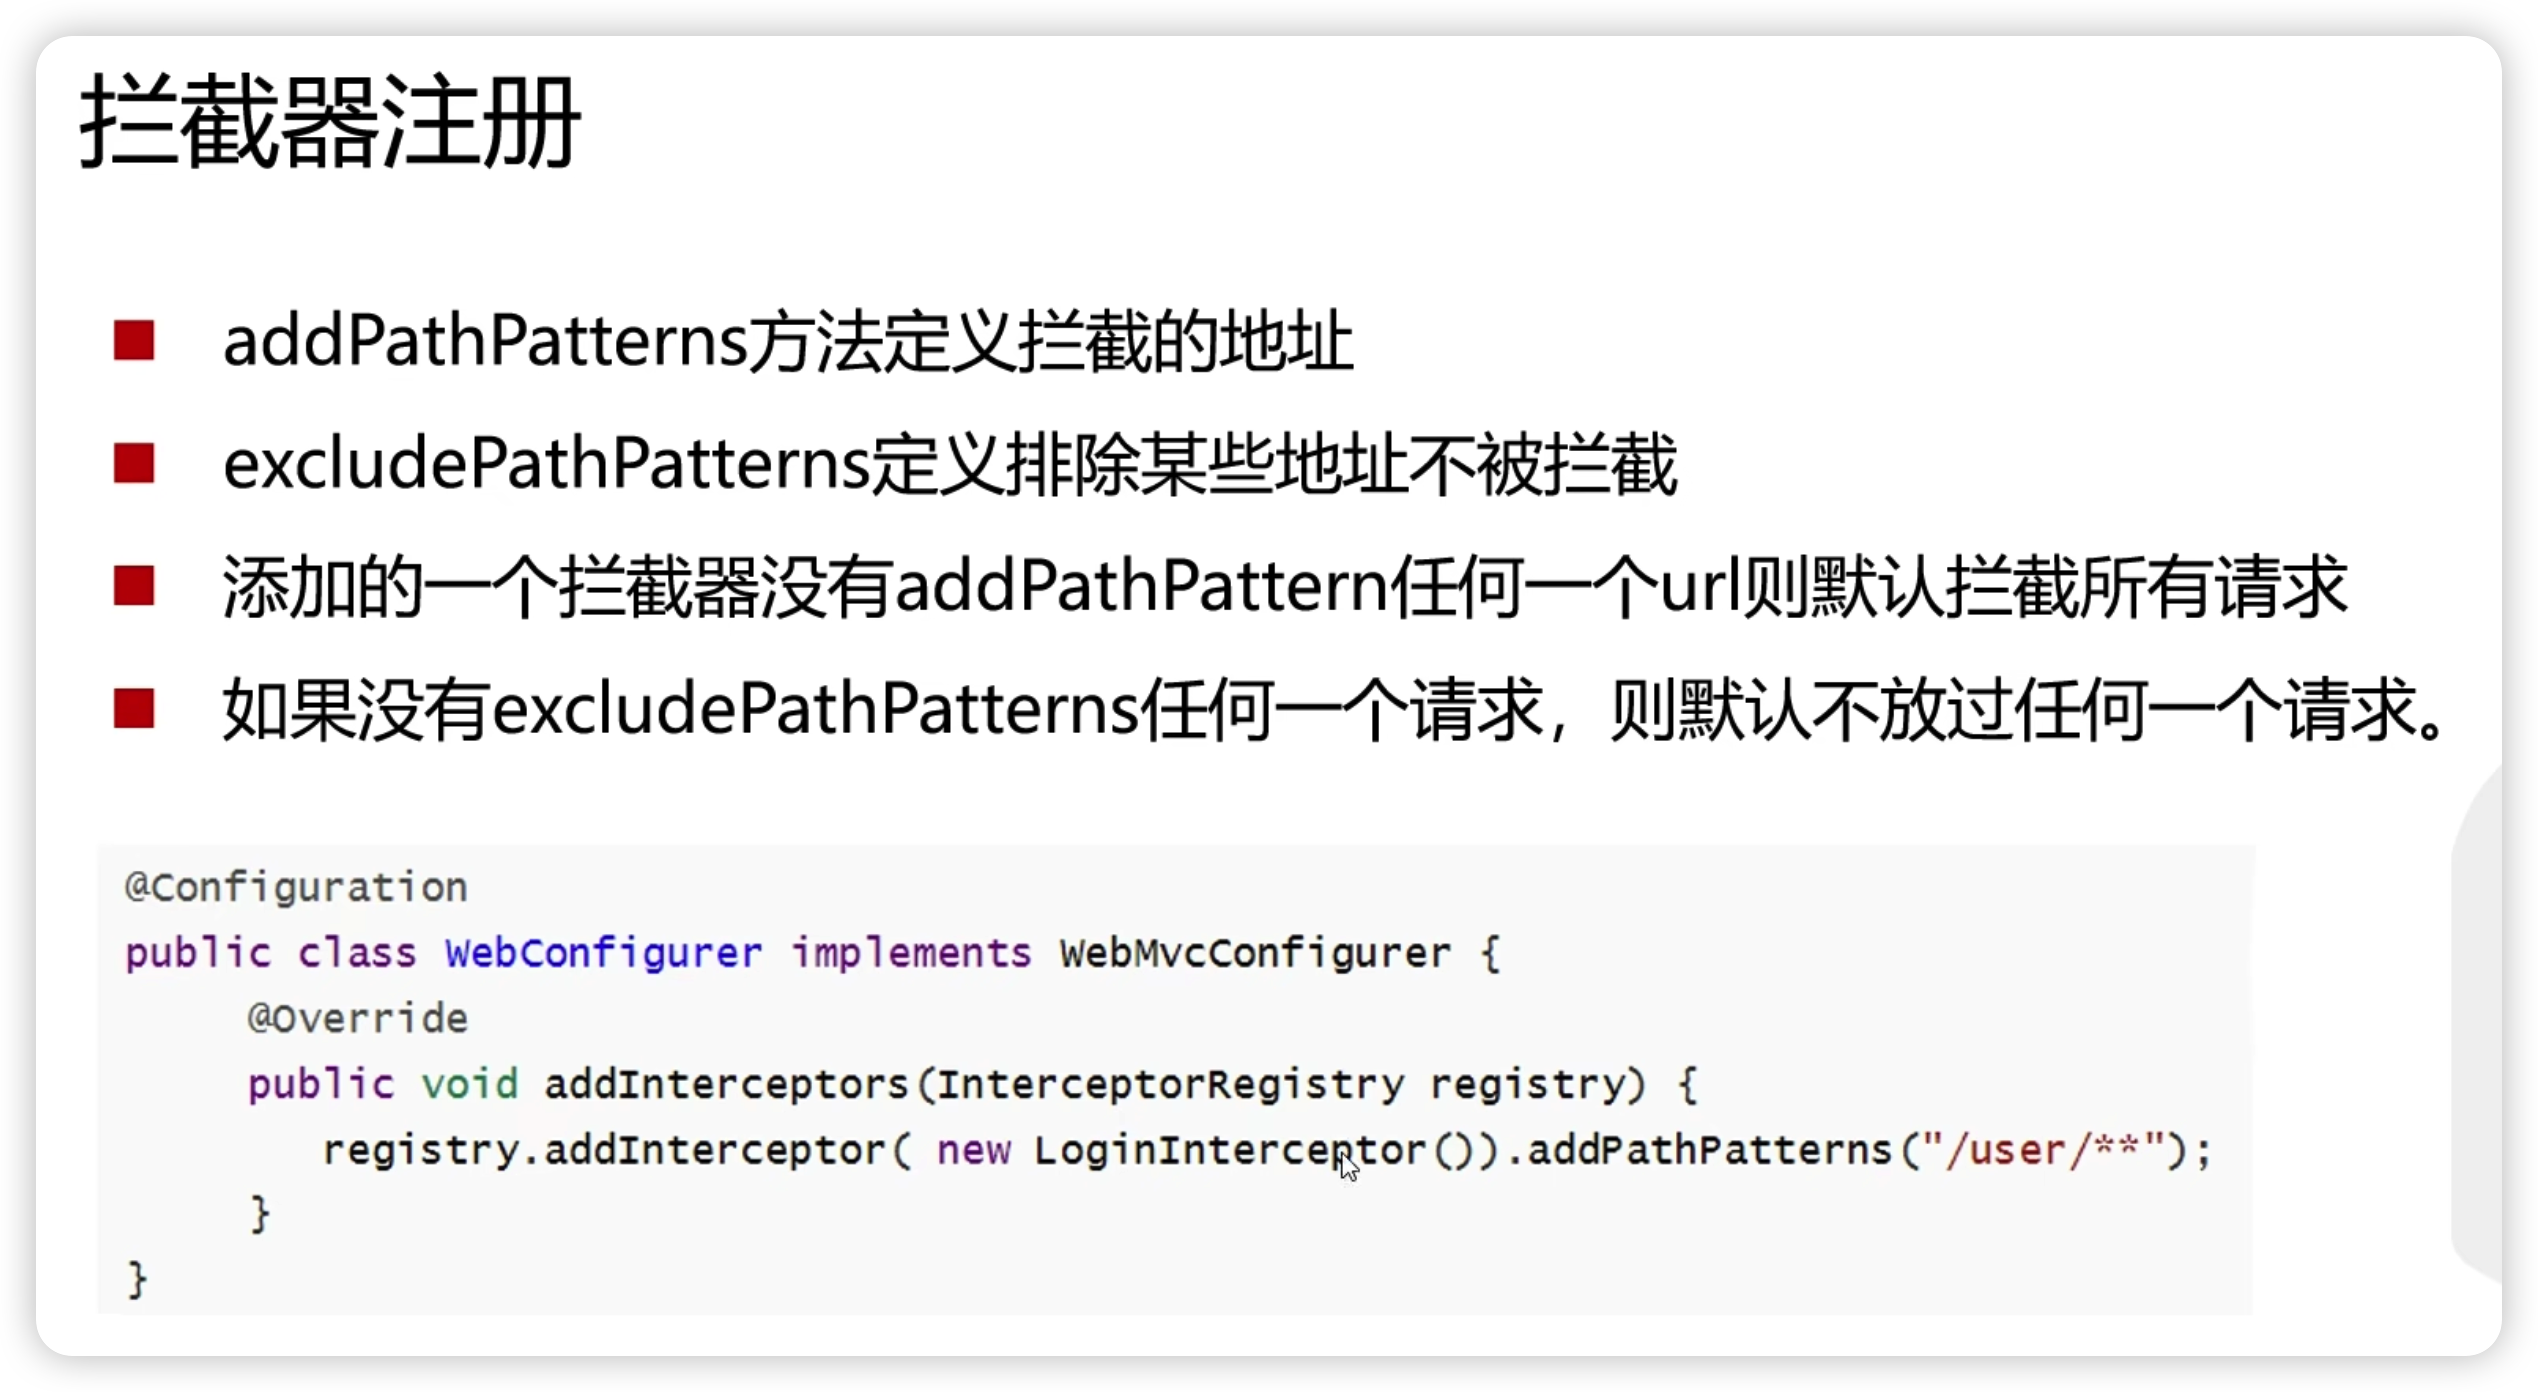 拦截器注册
addPathPatterns方法定义拦截的地址
excludePathPatterns定义排除某些地址不被拦截
添加的一个拦截器没有addPathPattern任何一个url则默认拦截所有请求
如果没有excludePathPatterns任何一个请求，则默认不放过任何一个请求。
@Configuration
public class WebConfigurer implements WebMvcConfigurer {
@Override
public void addInterceptors(InterceptorRegistry registry) {
registry.addInterceptor( new LoginInterceptor()).addPathPatterns("/user/**");
}
}